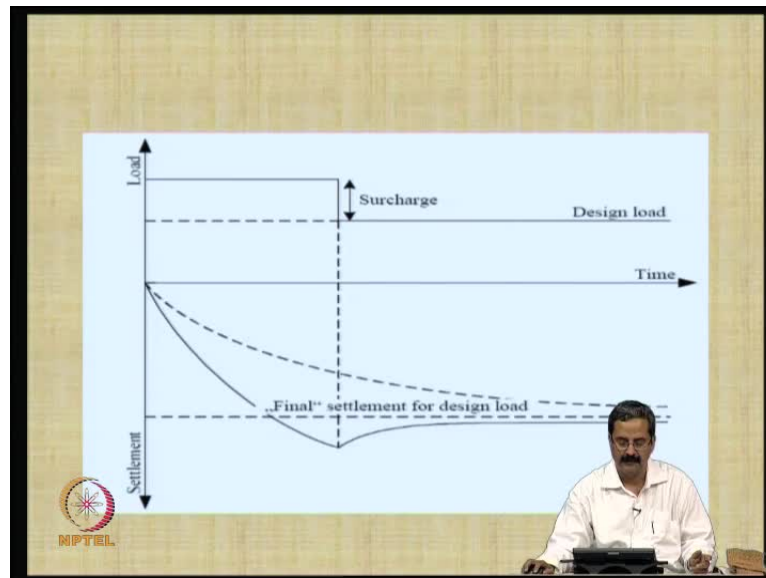 Load
Surcharge
Design load
Time
„Final“ settlement for design load
Settlement
NPTEL